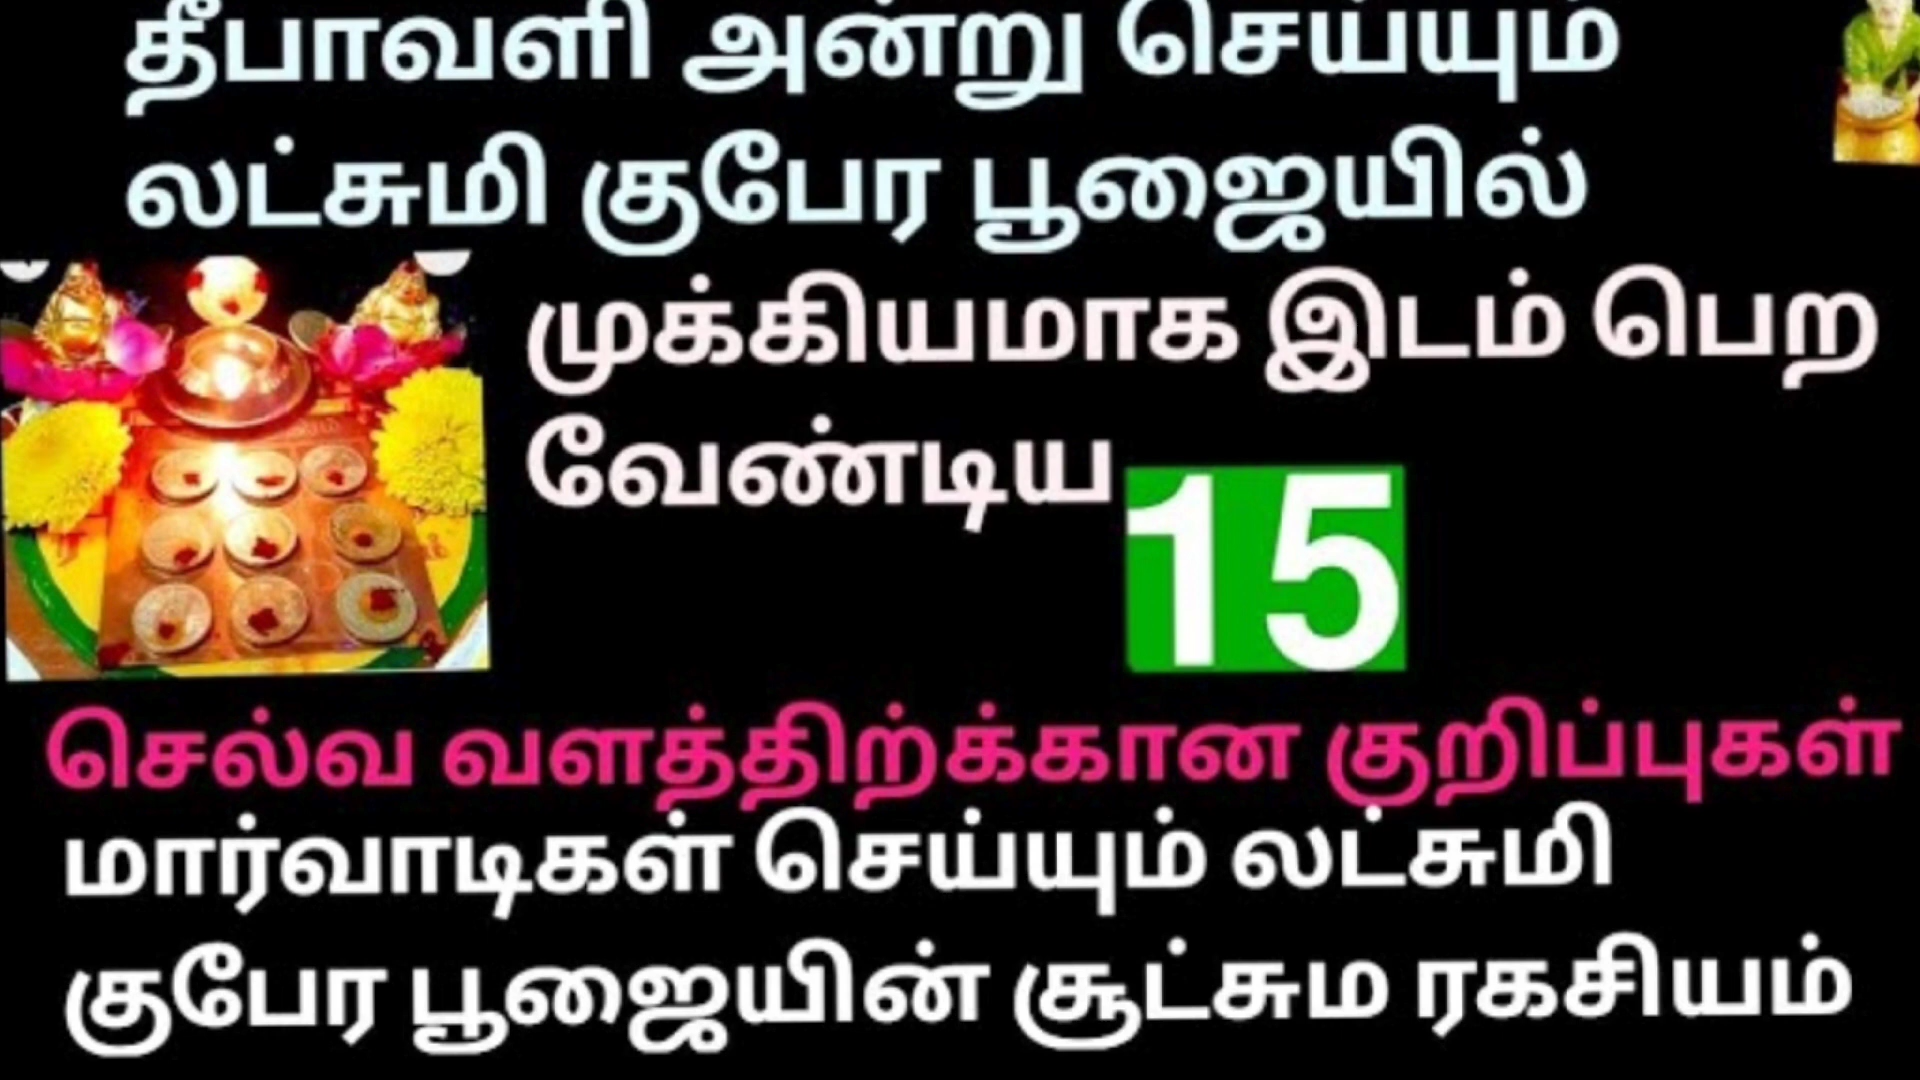 தீபாவளி அன்று செய்யும்
லட்சுமி குபேர பூஜையில்
முக்கியமாக இடம் பெற
வேண்டிய 15
செல்வ வளத்திற்க்கான குறிப்புகள்
மார்வாடிகள் செய்யும் லட்சுமி
குபேர பூஜையின் சூட்சும ரகசியம்